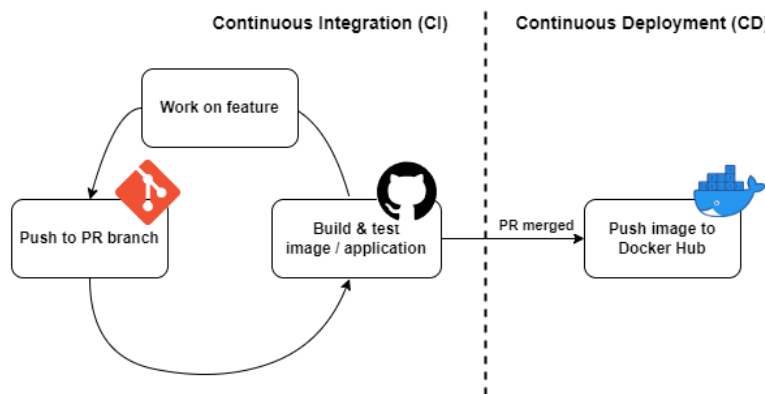 Continuous Integration (CI)
Continuous Deployment (CD)
Work on feature
Push to PR branch
Build & test
image / application
PR merged
Push image to
Docker Hub